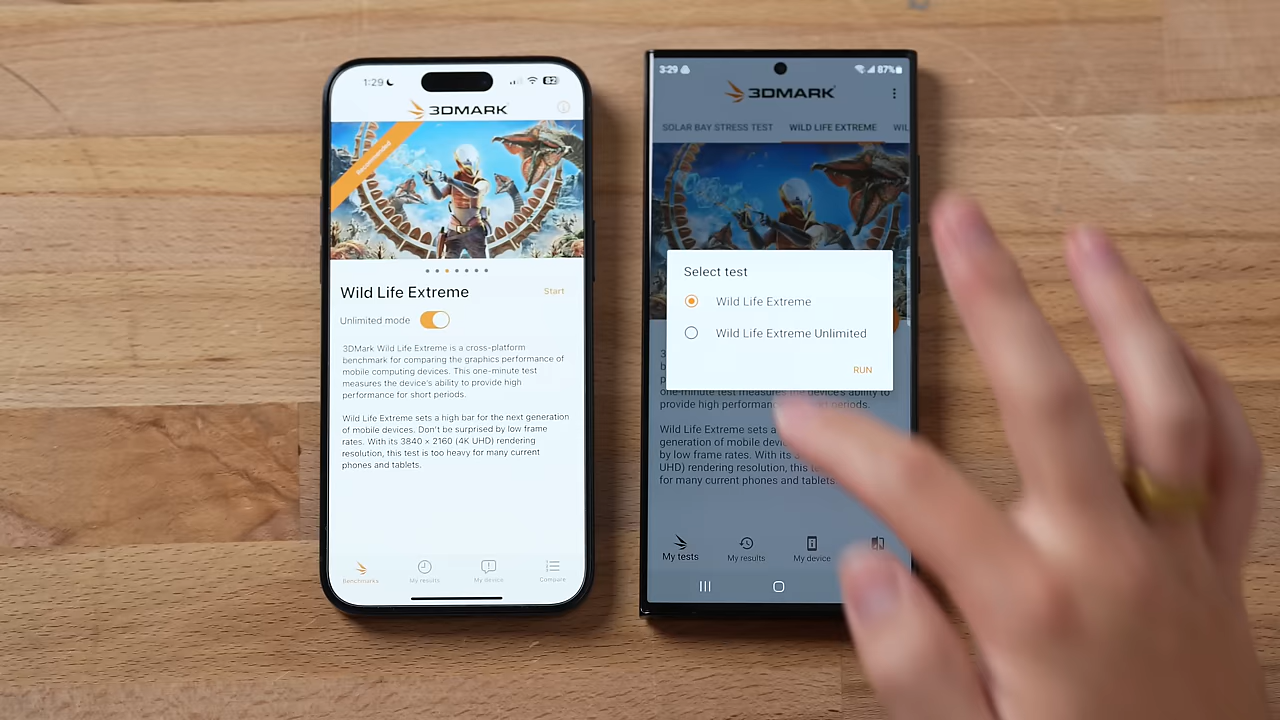 1:29
82
3DMARK
Recommended
Wild Life Extreme
Start
Unlimited mode
3DMark Wild Life Extreme is a cross-platform
benchmark for comparing the graphics performance of
mobile computing devices. This one-minute test
measures the device's ability to provide high
performance for short periods.
Wild Life Extreme sets a high bar for the next generation
of mobile devices. Don't be surprised by low frame
rates. With its 3840 × 2160 (4K UHD) rendering
resolution, this test is too heavy for many current
phones and tablets.
Benchmarks
My results
My device
Compare
3:29
87%
3DMARK
SOLAR BAY STRESS TEST
WILD LIFE EXTREME
WIL
Select test
Wild Life Extreme
Wild Life Extreme Unlimited
RUN
one-minute test measures the device's ability to
provide high performance short periods.
Wild Life Extreme sets a
generation of mobile devi
by low frame rates. With its
UHD) rendering resolution, this
for many current phones and tablets
My tests
My results
My device